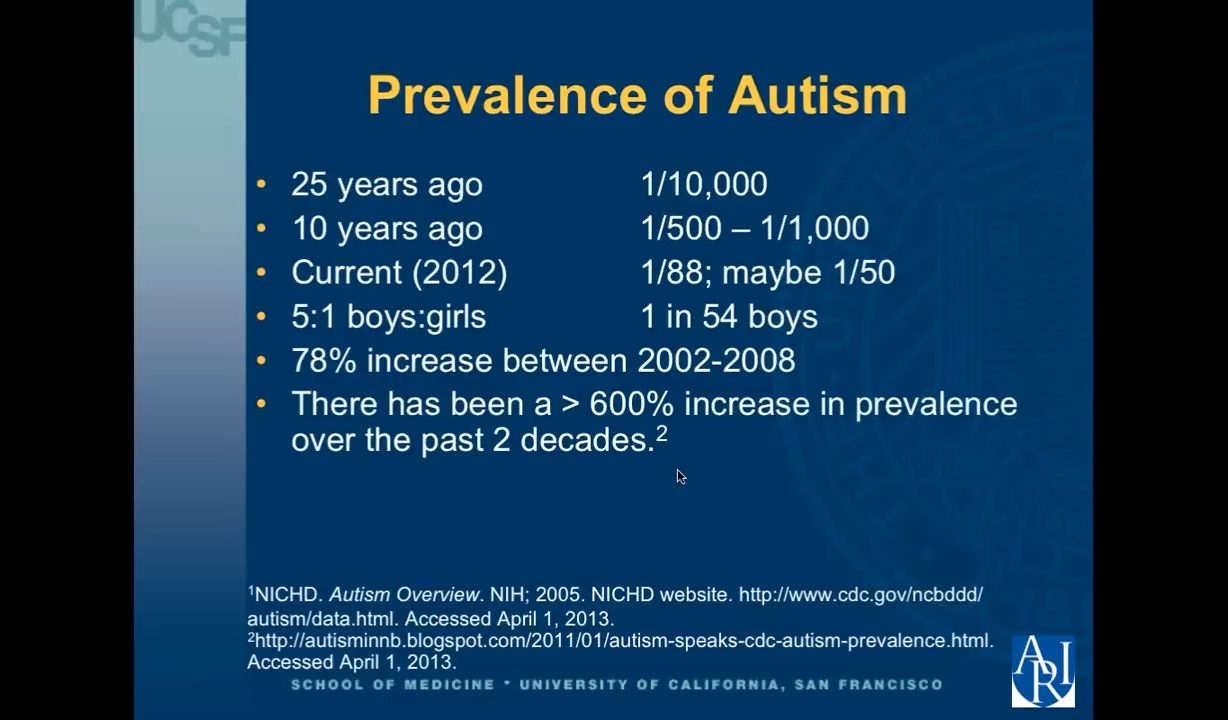 UCSF
Prevalence of Autism
• 25 years ago 1/10,000
• 10 years ago 1/500 – 1/1,000
• Current (2012) 1/88; maybe 1/50
• 5:1 boys:girls 1 in 54 boys
• 78% increase between 2002-2008
• There has been a > 600% increase in prevalence
over the past 2 decades.²
¹NICHD. Autism Overview. NIH; 2005. NICHD website. http://www.cdc.gov/ncbddd/
autism/data.html. Accessed April 1, 2013.
²http://autisminnb.blogspot.com/2011/01/autism-speaks-cdc-autism-prevalence.html.
Accessed April 1, 2013.
ARI
SCHOOL OF MEDICINE • UNIVERSITY OF CALIFORNIA, SAN FRANCISCO